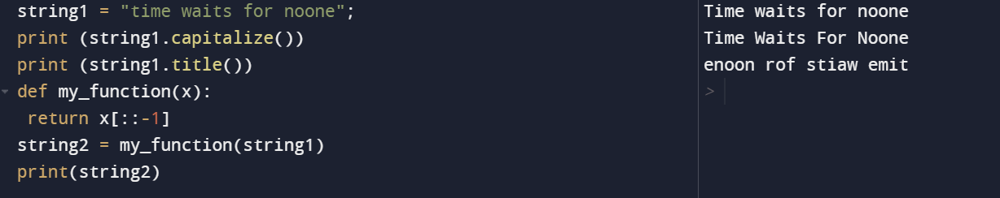 string1 = "time waits for noone";
print (string1.capitalize())
print (string1.title())
def my_function(x):
 return x[::-1]
string2 = my_function(string1)
print(string2)
Time waits for noone
Time Waits For Noone
enoon rof stiaw emit
>